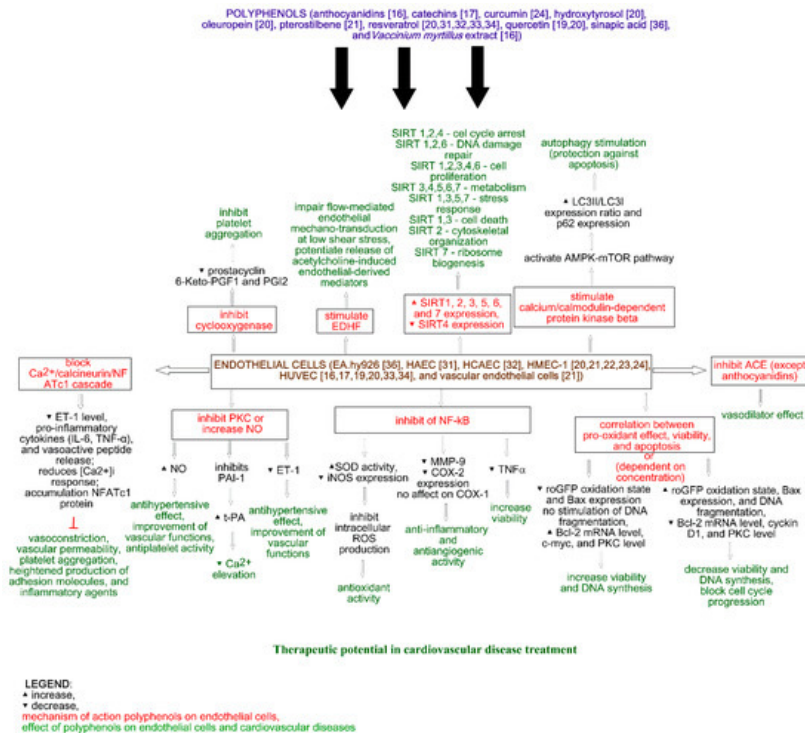 POLYPHENOLS (anthocyanidins [16], catechins [17], curcumin [24], hydroxytyrosol [20],
oleuropein [20], pterostilbene [21], resveratrol [20,31,32,33,34], quercetin [19,20], sinapic acid [36],
and Vaccinium myrtillus extract [16])
SIRT 1,2,4 - cel cycle arrest
SIRT 1,2,6 - DNA damage
repair
SIRT 1,2,3,4,6 - cell
proliferation
SIRT 3,4,5,6,7 - metabolism
SIRT 1,3,5,7 - stress
response
SIRT 1,3 - cell death
SIRT 2 - cytoskeletal
organization
SIRT 7 - ribosome
biogenesis
autophagy stimulation
(protection against
apoptosis)
▲ LC3II/LC3I
expression ratio and
p62 expression
activate AMPK-mTOR pathway
inhibit
platelet
aggregation
impair flow-mediated
endothelial
mechano-transduction
at low shear stress,
potentiate release of
acetylcholine-induced
endothelial-derived
mediators
▼ prostacyclin
6-Keto-PGF1 and PGI2
inhibit
cyclooxygenase
stimulate
EDHF
▲ SIRT1, 2, 3, 5, 6,
and 7 expression,
▼ SIRT4 expression
stimulate
calcium/calmodulin-dependent
protein kinase beta
block
Ca2+/calcineurin/NF
ATc1 cascade
ENDOTHELIAL CELLS (EA.hy926 [36], HAEC [31], HCAEC [32], HMEC-1 [20,21,22,23,24],
HUVEC [16,17,19,20,33,34], and vascular endothelial cells [21])
inhibit ACE (except
anthocyanidins)
vasodilator effect
▼ ET-1 level,
pro-inflammatory
cytokines (IL-6, TNF-α),
and vasoactive peptide
release;
reduces [Ca2+]i
response;
accumulation NFATc1
protein
vasoconstriction,
vascular permeability,
platelet aggregation,
heightened production of
adhesion molecules, and
inflammatory agents
inhibit PKC or
increase NO
▲ NO
antihypertensive
effect, improvement of
vascular functions,
antiplatelet activity
inhibits
PAI-1
▲ t-PA
▼ Ca2+
elevation
▼ ET-1
antihypertensive
effect,
improvement of
vascular
functions
inhibit of NF-kB
▲SOD activity,
▼ iNOS expression
inhibit
intracellular
ROS
production
antioxidant
activity
▼ MMP-9
▼ COX-2
expression
no affect on COX-1
anti-inflammatory
and
antiangiogenic
activity
▼ TNFα
increase
viability
correlation between
pro-oxidant effect, viability,
and apoptosis
or
(dependent on
concentration)
▼ roGFP oxidation state
and Bax expression
no stimulation of DNA
fragmentation,
▲ Bcl-2 mRNA level,
c-myc, and PKC level
increase viability
and DNA synthesis
▲ roGFP oxidation state, Bax
expression, and DNA
fragmentation,
▼ Bcl-2 mRNA level, cyckin
D1, and PKC level
decrease viability and
DNA synthesis,
block cell cycle
progression
Therapeutic potential in cardiovascular disease treatment
LEGEND:
▲ increase,
▼ decrease,
mechanism of action polyphenols on endothelial cells,
effect of polyphenols on endothelial cells and cardiovascular diseases